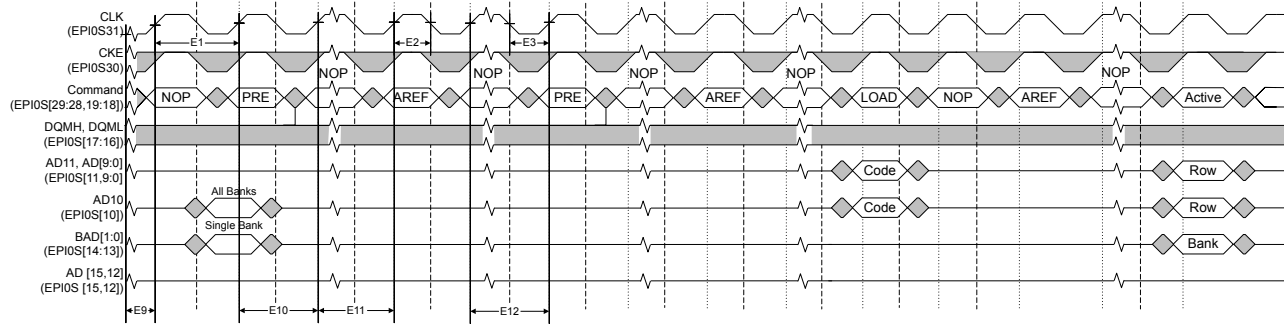 CLK
(EPI0S31)
E1
E2
E3
CKE
(EPI0S30)
NOP NOP NOP NOP NOP
Command
(EPI0S[29:28,19:18])
NOP PRE AREF PRE AREF LOAD NOP AREF Active
DQMH, DQML
(EPI0S[17:16])
AD11, AD[9:0]
(EPI0S[11,9:0]
Code Row
All Banks
AD10
(EPI0S[10])
Code Row
Single Bank
BAD[1:0]
(EPI0S[14:13])
Bank
AD [15,12]
(EPI0S [15,12])
E9 E10 E11 E12